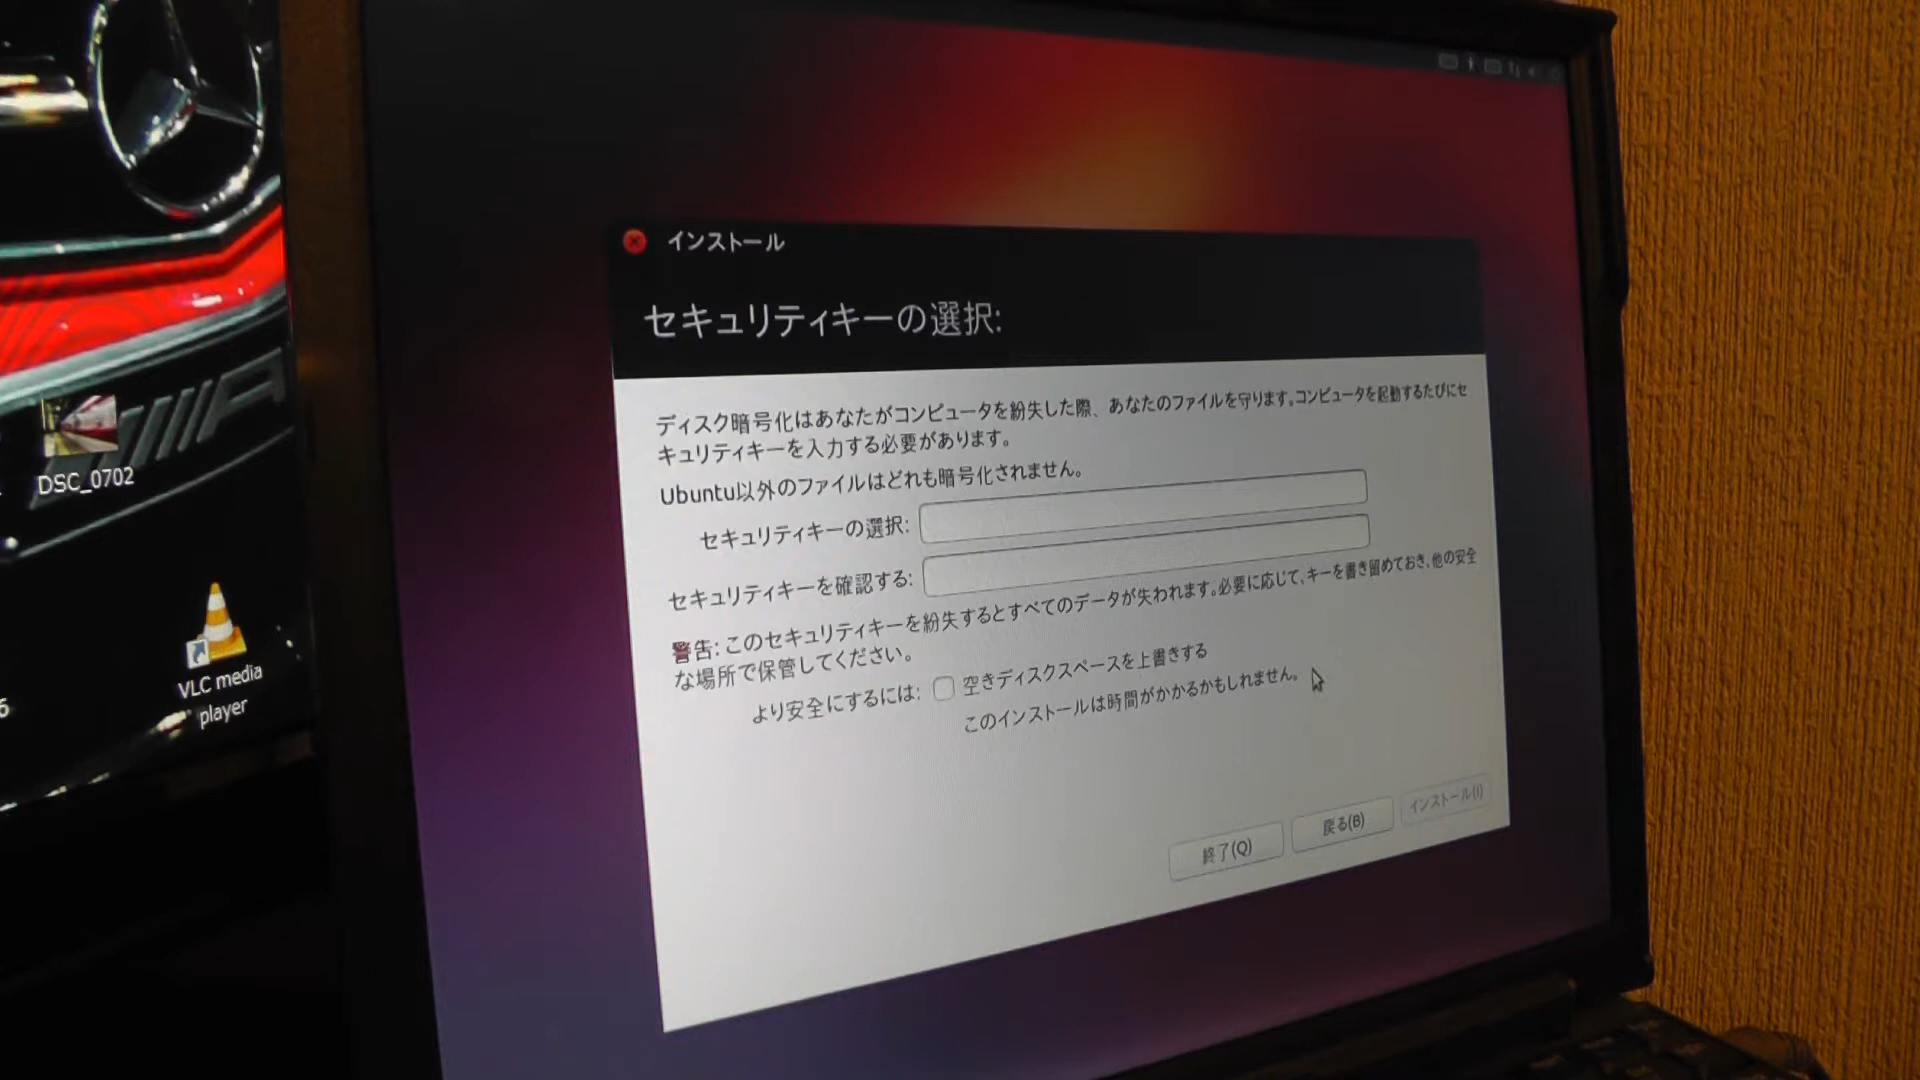 インストール
セキュリティキーの選択:
ディスク暗号化はあなたがコンピュータを紛失した際、あなたのファイルを守ります。コンピュータを起動するたびにセ
キュリティキーを入力する必要があります。
Ubuntu以外のファイルはどれも暗号化されません。
セキュリティキーの選択:
セキュリティキーを確認する:
警告: このセキュリティキーを紛失するとすべてのデータが失われます。必要に応じて、キーを書き留めておき、他の安全
な場所で保管してください。
より安全にするには: 空きディスクスペースを上書きする
このインストールは時間がかかるかもしれません。
終了(Q)
戻る(B)
インストール(I)
DSC_0702
VLC media
player